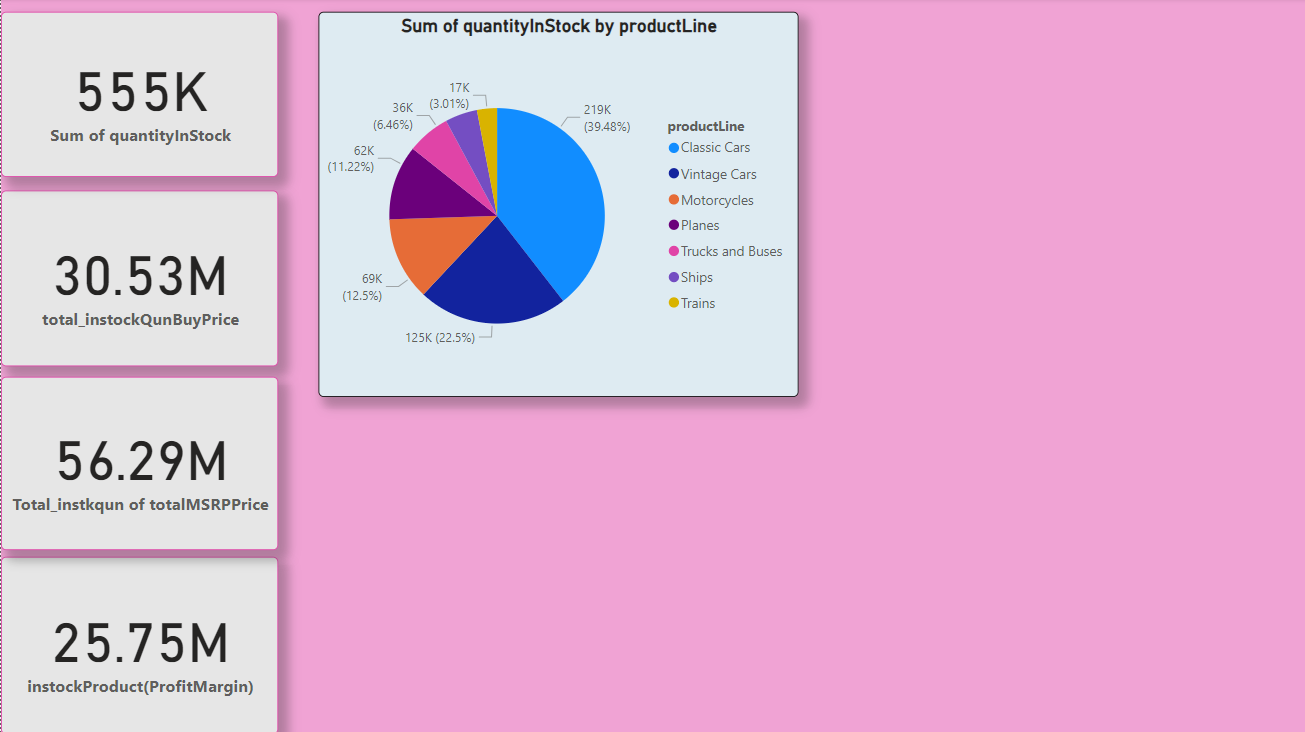 555K
Sum of quantityInStock
30.53M
total_instockQunBuyPrice
56.29M
Total_instkqun of totalMSRPPrice
25.75M
instockProduct(ProfitMargin)
Sum of quantityInStock by productLine
219K
(39.48%)
125K (22.5%)
69K
(12.5%)
62K
(11.22%)
36K
(6.46%)
17K
(3.01%)
productLine
Classic Cars
Vintage Cars
Motorcycles
Planes
Trucks and Buses
Ships
Trains